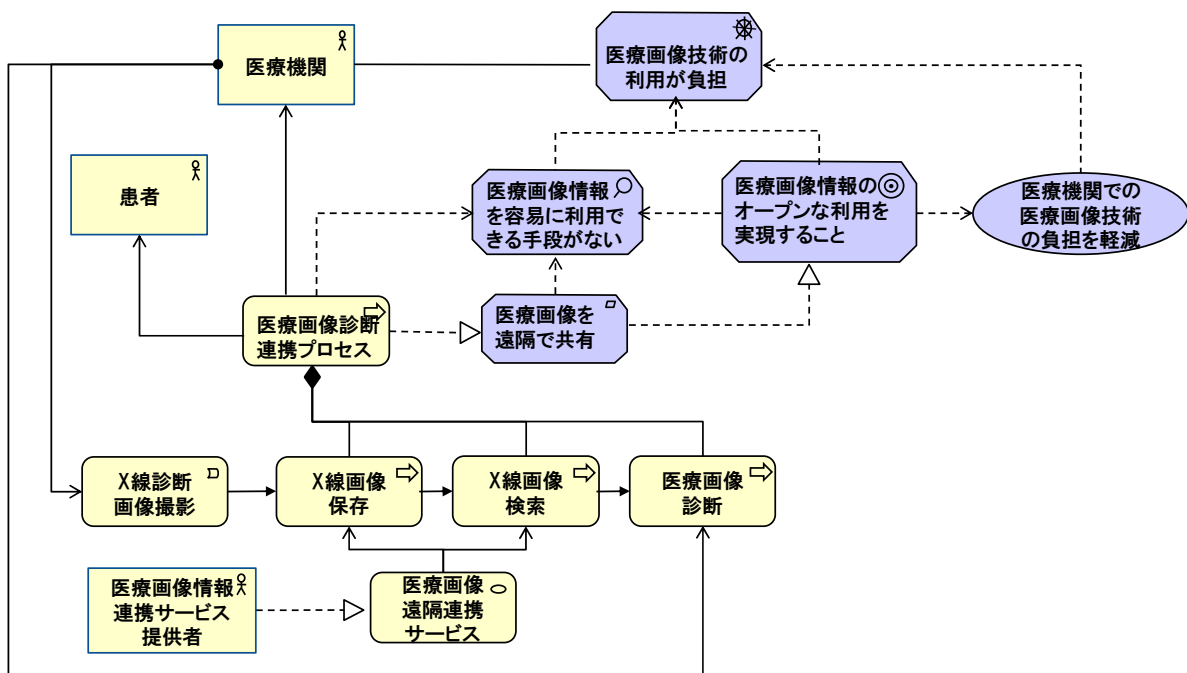 医療機関
医療画像技術の
利用が負担
患者
医療画像情報
を容易に利用で
きる手段がない
医療画像情報の
オープンな利用を
実現すること
医療機関での
医療画像技術
の負担を軽減
医療画像診断
連携プロセス
医療画像を
遠隔で共有
X線診断
画像撮影
X線画像
保存
X線画像
検索
医療画像
診断
医療画像情報
連携サービス
提供者
医療画像
遠隔連携
サービス